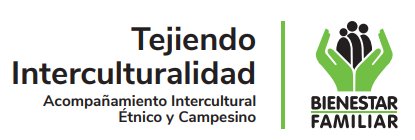 Tejiendo
Interculturalidad
Acompañamiento Intercultural
Étnico y Campesino
BIENESTAR
FAMILIAR